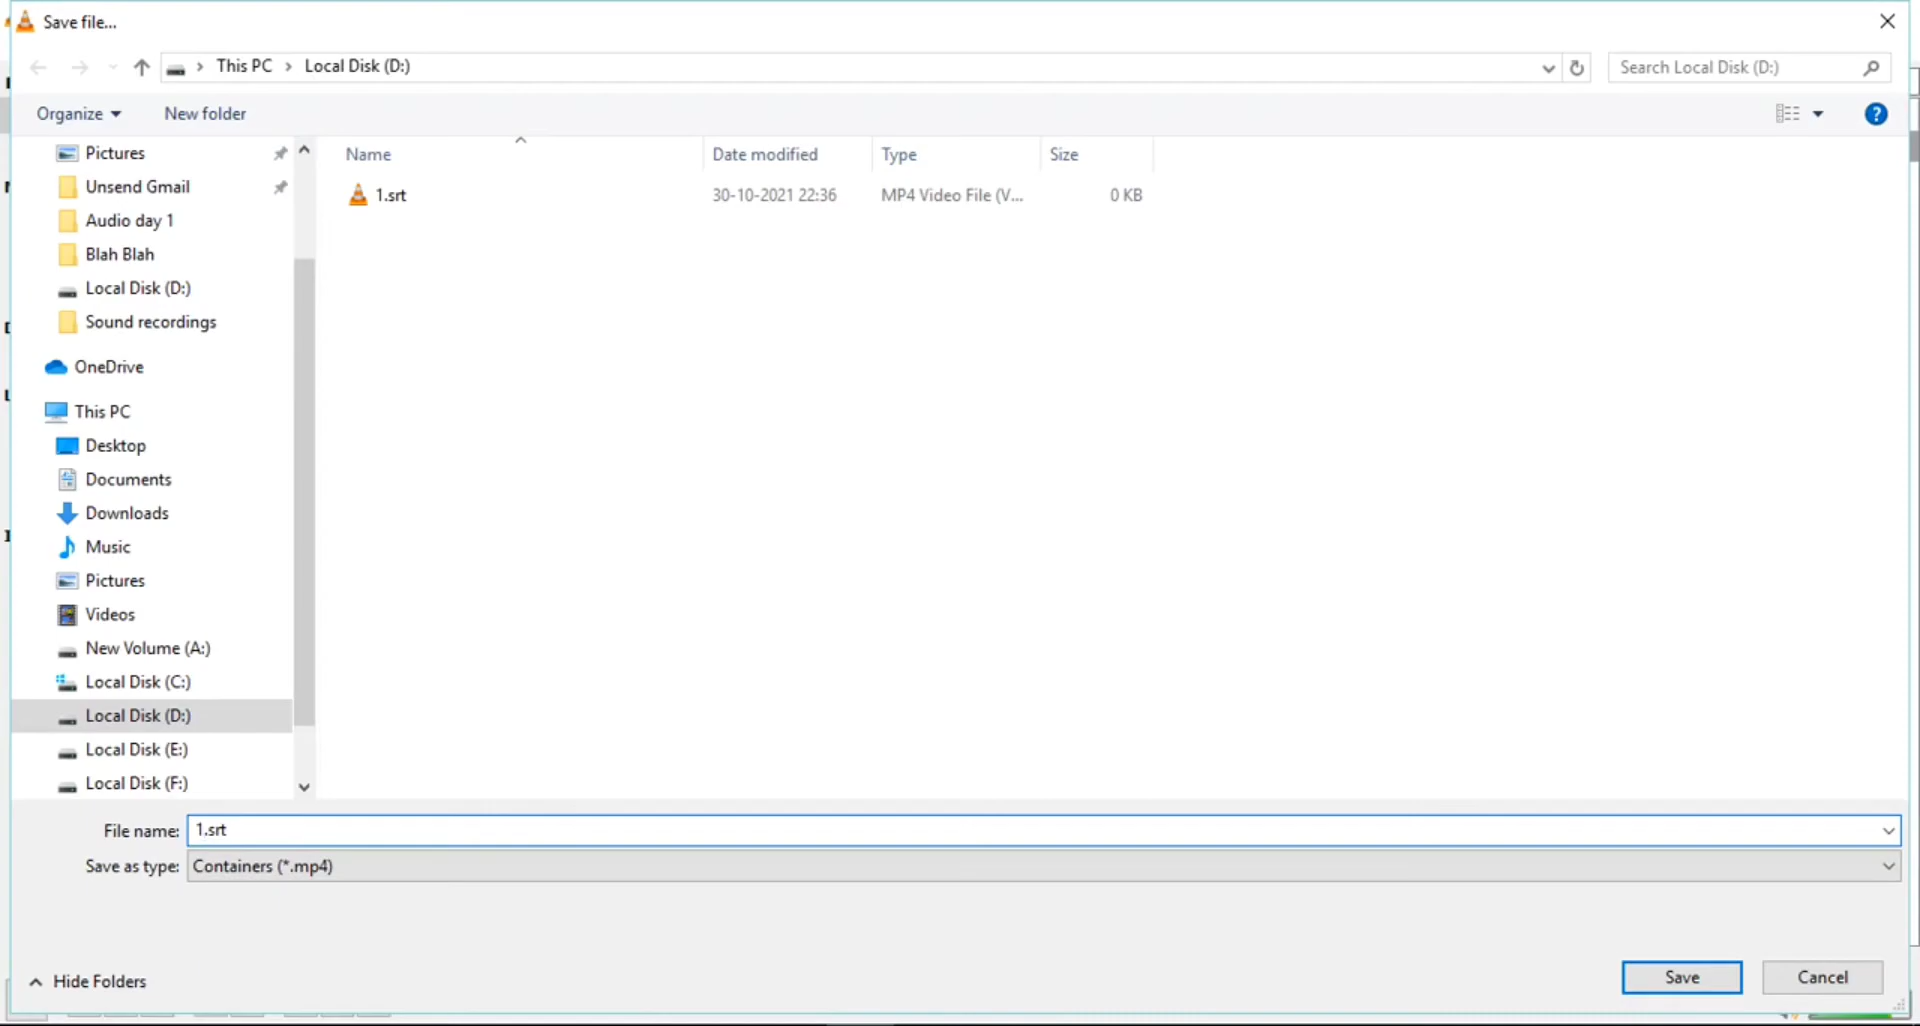 Save file...
This PC > Local Disk (D:)
Search Local Disk (D:)
Organize
New folder
?
Pictures
Unsend Gmail
Audio day 1
Blah Blah
Local Disk (D:)
Sound recordings
OneDrive
This PC
Desktop
Documents
Downloads
Music
Pictures
Videos
New Volume (A:)
Local Disk (C:)
Local Disk (D:)
Local Disk (E:)
Local Disk (F:)
Name Date modified Type Size
1.srt 30-10-2021 22:36 MP4 Video File (V... 0 KB
File name: 1.srt
Save as type: Containers (*.mp4)
Hide Folders
Save
Cancel